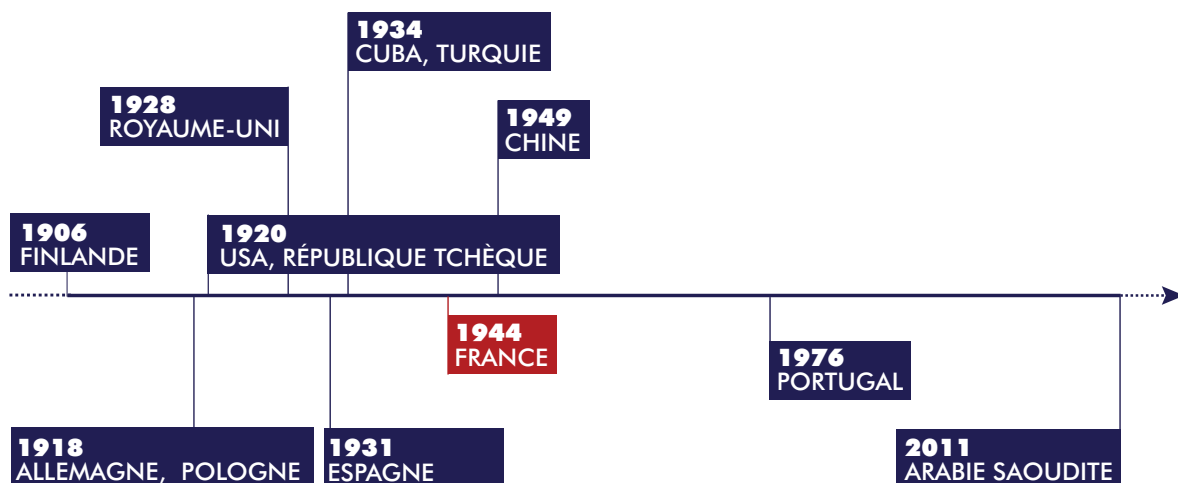 1934
CUBA, TURQUIE
1928
ROYAUME-UNI
1949
CHINE
1906
FINLANDE
1920
USA, RÉPUBLIQUE TCHÈQUE
1944
FRANCE
1976
PORTUGAL
1918
ALLEMAGNE, POLOGNE
1931
ESPAGNE
2011
ARABIE SAOUDITE